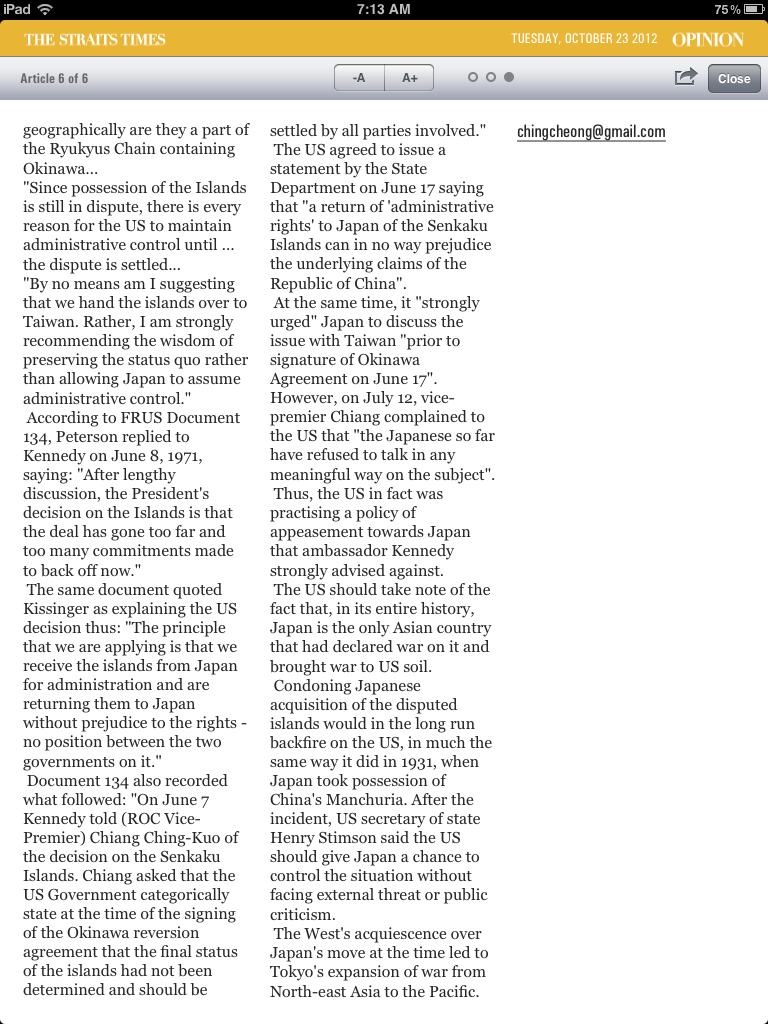 iPad
7:13 AM
75%
THE STRAITS TIMES
TUESDAY, OCTOBER 23 2012
OPINION
Article 6 of 6
-A
A+
Close
geographically are they a part of
the Ryukyus Chain containing
Okinawa...
"Since possession of the Islands
is still in dispute, there is every
reason for the US to maintain
administrative control until ...
the dispute is settled...
"By no means am I suggesting
that we hand the islands over to
Taiwan. Rather, I am strongly
recommending the wisdom of
preserving the status quo rather
than allowing Japan to assume
administrative control."
According to FRUS Document
134, Peterson replied to
Kennedy on June 8, 1971,
saying: "After lengthy
discussion, the President's
decision on the Islands is that
the deal has gone too far and
too many commitments made
to back off now."
The same document quoted
Kissinger as explaining the US
decision thus: "The principle
that we are applying is that we
receive the islands from Japan
for administration and are
returning them to Japan
without prejudice to the rights -
no position between the two
governments on it."
Document 134 also recorded
what followed: "On June 7
Kennedy told (ROC Vice-
Premier) Chiang Ching-Kuo of
the decision on the Senkaku
Islands. Chiang asked that the
US Government categorically
state at the time of the signing
of the Okinawa reversion
agreement that the final status
of the islands had not been
determined and should be
settled by all parties involved."
The US agreed to issue a
statement by the State
Department on June 17 saying
that "a return of 'administrative
rights' to Japan of the Senkaku
Islands can in no way prejudice
the underlying claims of the
Republic of China".
At the same time, it "strongly
urged" Japan to discuss the
issue with Taiwan "prior to
signature of Okinawa
Agreement on June 17".
However, on July 12, vice-
premier Chiang complained to
the US that "the Japanese so far
have refused to talk in any
meaningful way on the subject".
Thus, the US in fact was
practising a policy of
appeasement towards Japan
that ambassador Kennedy
strongly advised against.
The US should take note of the
fact that, in its entire history,
Japan is the only Asian country
that had declared war on it and
brought war to US soil.
Condoning Japanese
acquisition of the disputed
islands would in the long run
backfire on the US, in much the
same way it did in 1931, when
Japan took possession of
China's Manchuria. After the
incident, US secretary of state
Henry Stimson said the US
should give Japan a chance to
control the situation without
facing external threat or public
criticism.
The West's acquiescence over
Japan's move at the time led to
Tokyo's expansion of war from
North-east Asia to the Pacific.
chingcheong@gmail.com